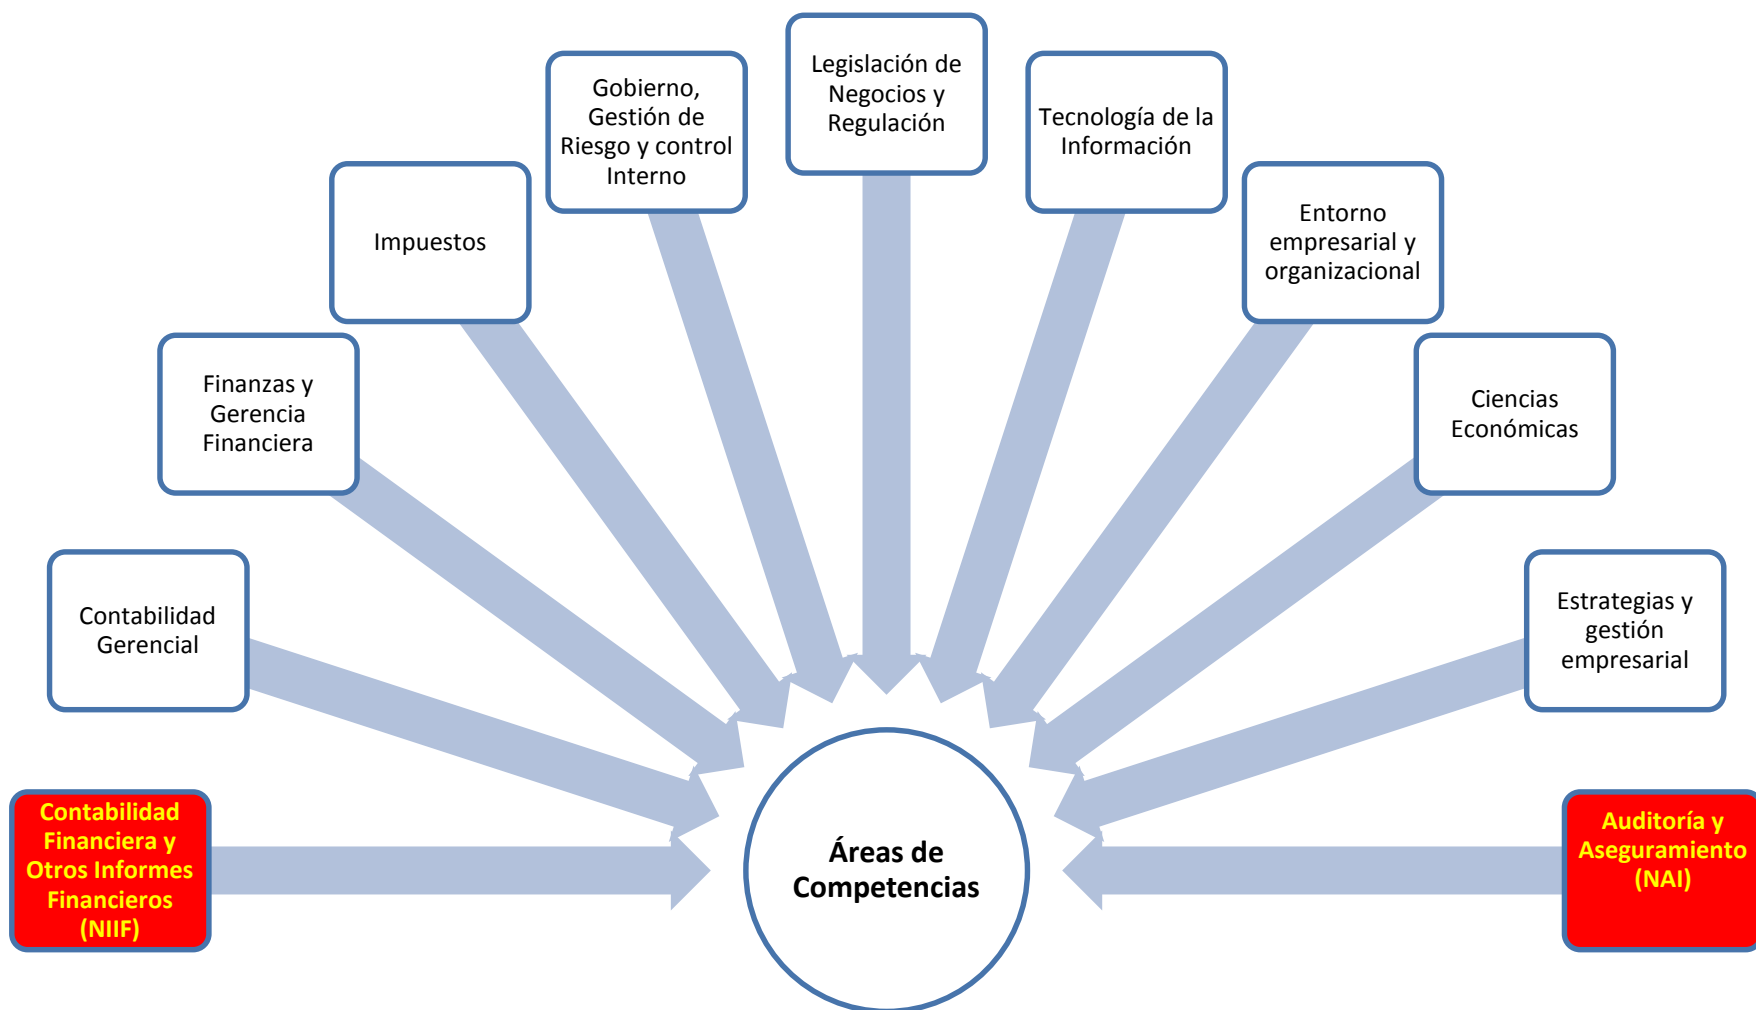 Contabilidad
Financiera y
Otros Informes
Financieros
(NIIF)
Contabilidad
Gerencial
Finanzas y
Gerencia
Financiera
Impuestos
Gobierno,
Gestión de
Riesgo y control
Interno
Legislación de
Negocios y
Regulación
Tecnología de la
Información
Entorno
empresarial y
organizacional
Ciencias
Económicas
Estrategias y
gestión
empresarial
Auditoría y
Aseguramiento
(NAI)
Áreas de
Competencias